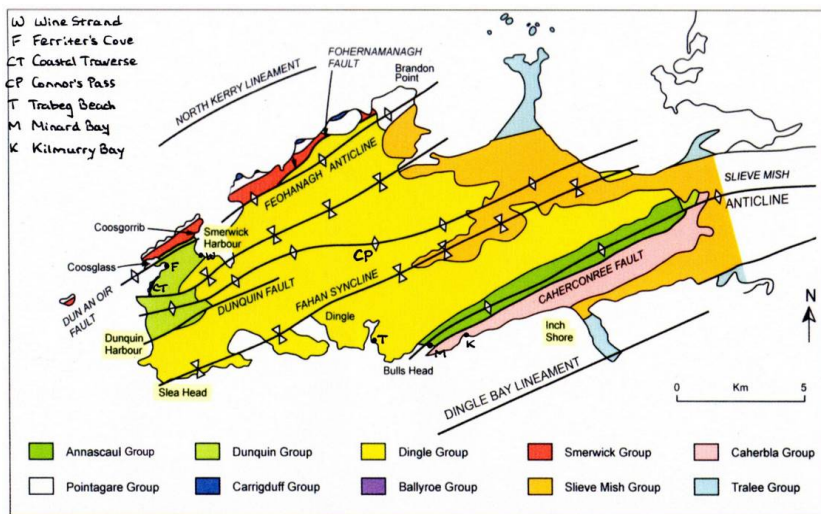 W Wine Strand
F Ferriter's Cove
CT Coastal Traverse
CP Connor's Pass
T Trabeg Beach
M Minard Bay
K Kilmurry Bay
NORTH KERRY LINEAMENT
FOHERNAMANAGH
FAULT
Brandon
Point
FEOHANAGH ANTICLINE
SLIEVE MISH
ANTICLINE
Coosgorrib
Smerwick
Harbour
Coosglass
F
W
CT
CP
DUN AN OIR
FAULT
DUNQUIN FAULT
FAHAN SYNCLINE
CAHERCONREE FAULT
Dunquin
Harbour
Dingle
T
Inch
Shore
M
K
Bulls Head
Slea Head
DINGLE BAY LINEAMENT
N
0 Km 5
Annascaul Group
Dunquin Group
Dingle Group
Smerwick Group
Caherbla Group
Pointagare Group
Carrigduff Group
Ballyroe Group
Slieve Mish Group
Tralee Group